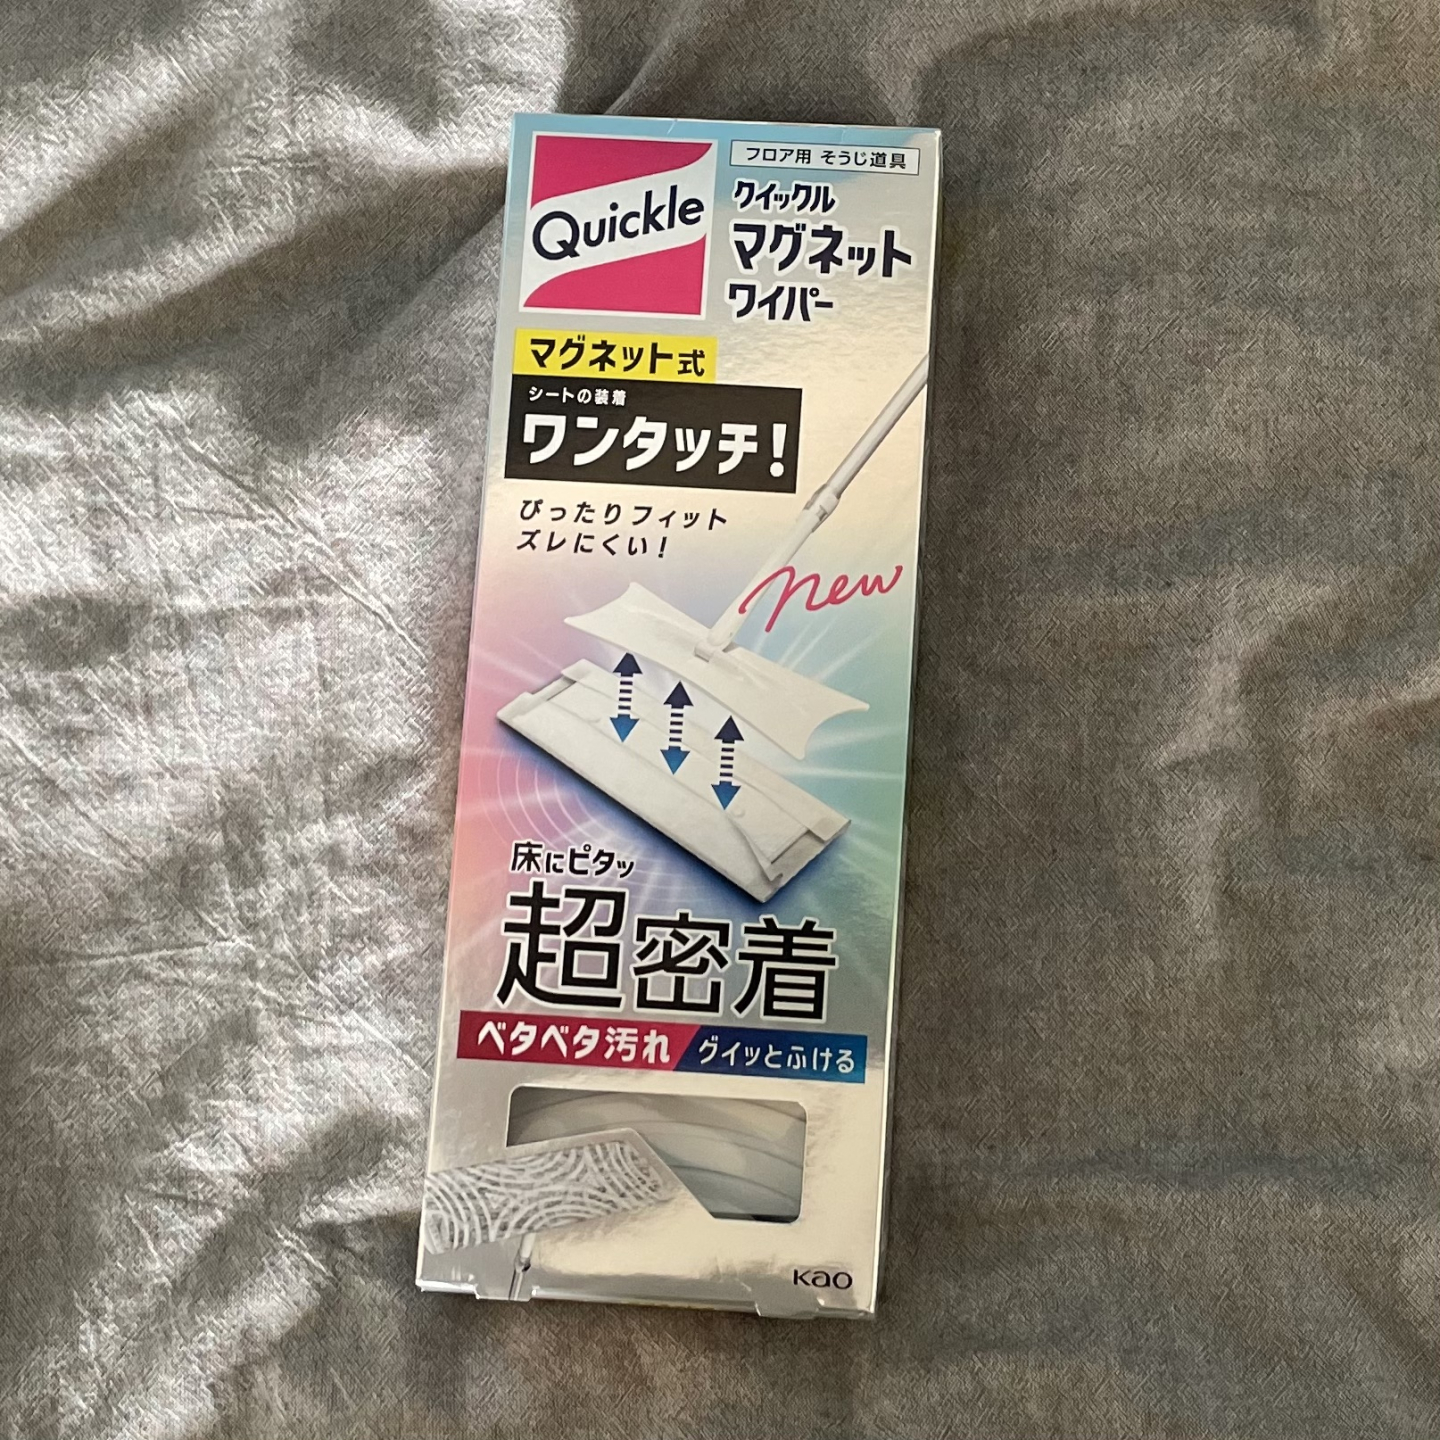 Quickle
フロア用 そうじ道具
クイックル
マグネット
ワイパー
マグネット式
シートの装着
ワンタッチ!
ぴったりフィット
ズレにくい!
new
床にピタッ
超密着
ベタベタ汚れ グイッとふける
Kao